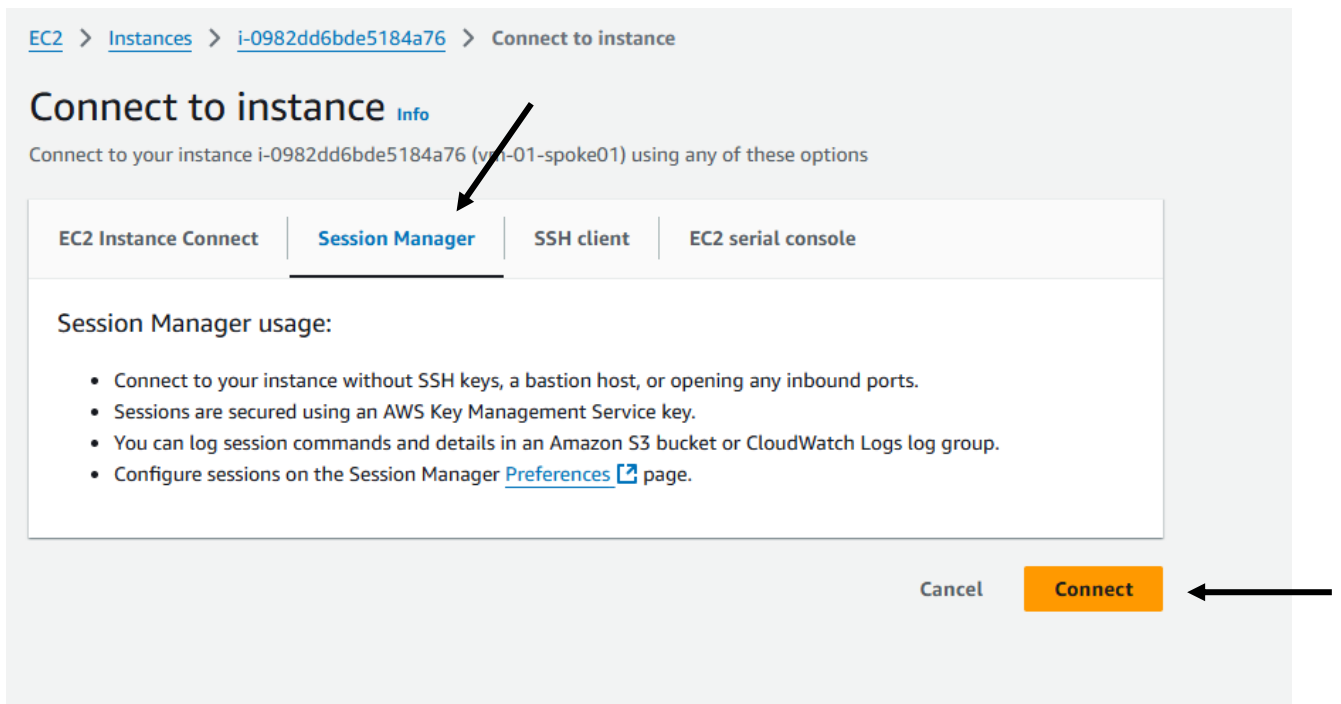 EC2 > Instances > i-0982dd6bde5184a76 > Connect to instance
Connect to instance Info
Connect to your instance i-0982dd6bde5184a76 (vm-01-spoke01) using any of these options
EC2 Instance Connect Session Manager SSH client EC2 serial console
Session Manager usage:
• Connect to your instance without SSH keys, a bastion host, or opening any inbound ports.
• Sessions are secured using an AWS Key Management Service key.
• You can log session commands and details in an Amazon S3 bucket or CloudWatch Logs log group.
• Configure sessions on the Session Manager Preferences page.
Cancel Connect